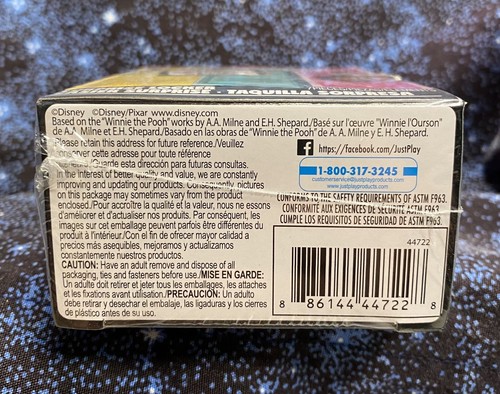 TAQUILLA SORPRESA
©Disney ©Disney/Pixar www.disney.com
Based on the "Winnie the Pooh" works by A.A. Milne and E.H. Shepard./Basé sur l'œuvre "Winnie l'Ourson"
de A.A. Milne et E.H. Shepard./Basado en las obras de "Winnie the Pooh" de A. A. Milne y E. H. Shepard.
Please retain this address for future reference./Veuillez
conserver cette adresse pour toute référence
Guarde esta dirección para futuras consultas.
In the interest of better quality and value, we are constantly
improving and updating our products. Consequently, pictures
on this package may sometimes vary from the product
enclosed./Pour accroître la qualité et la valeur, nous ne essons
d'améliorer et d'actualiser nos produits. Par conséquent, les
images sur cet emballage peuvent parfois être différentes du
produit à l'intérieur./Con el fin de ofrecer mayor calidad a
precios más asequibles, mejoramos y actualizamos
constantemente nuestros productos.
CAUTION: Have an adult remove and dispose of all
packaging, ties and fasteners before use./MISE EN GARDE:
Un adulte doit retirer et jeter tous les emballages, les attaches
et les fixations avant utilisation./PRECAUCIÓN: Un adulto
debe retirar y desechar el embalaje, las ligaduras y los cierres
de plástico antes de su uso.
f https://facebook.com/JustPlay
1-800-317-3245
customerservice@justplayproducts.com
www.justplayproducts.com
CONFORMS TO THE SAFETY REQUIREMENTS OF ASTM F963.
CONFORMITÉ AUX EXIGENCES DE SÉCURITÉ ASTM F963.
CUMPLE LOS REQUISITOS DE SEGURIDAD DE ASTM F963.
44722
8 86144 44722 8